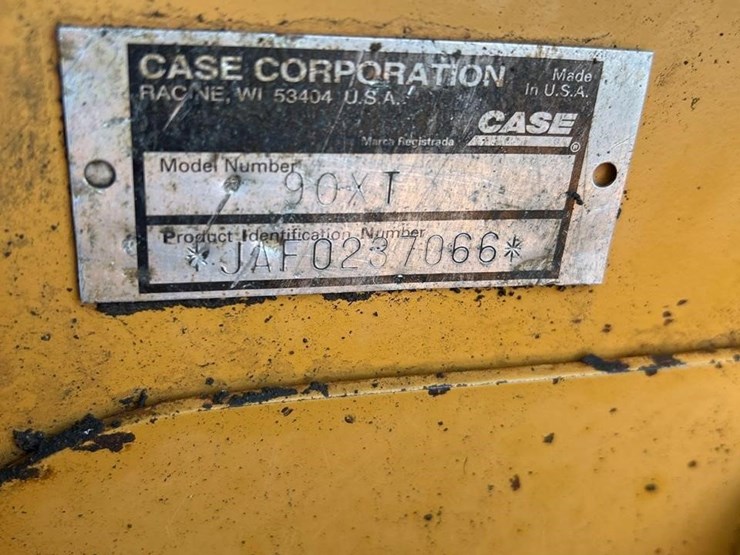 CASE CORPORATION
RACINE, WI 53404 U.S.A.
Made
in U.S.A.
Marca Registrada
CASE®
Model Number
90XT
Product Identification Number
*JAF0237066*